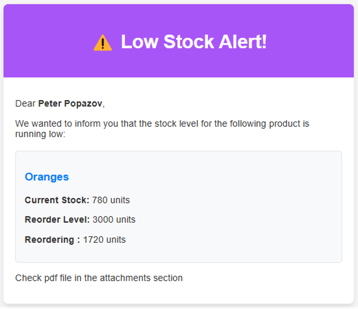 ⚠️ Low Stock Alert!
Dear Peter Popazov,
We wanted to inform you that the stock level for the following product is
running low:
Oranges
Current Stock: 780 units
Reorder Level: 3000 units
Reordering : 1720 units
Check pdf file in the attachments section